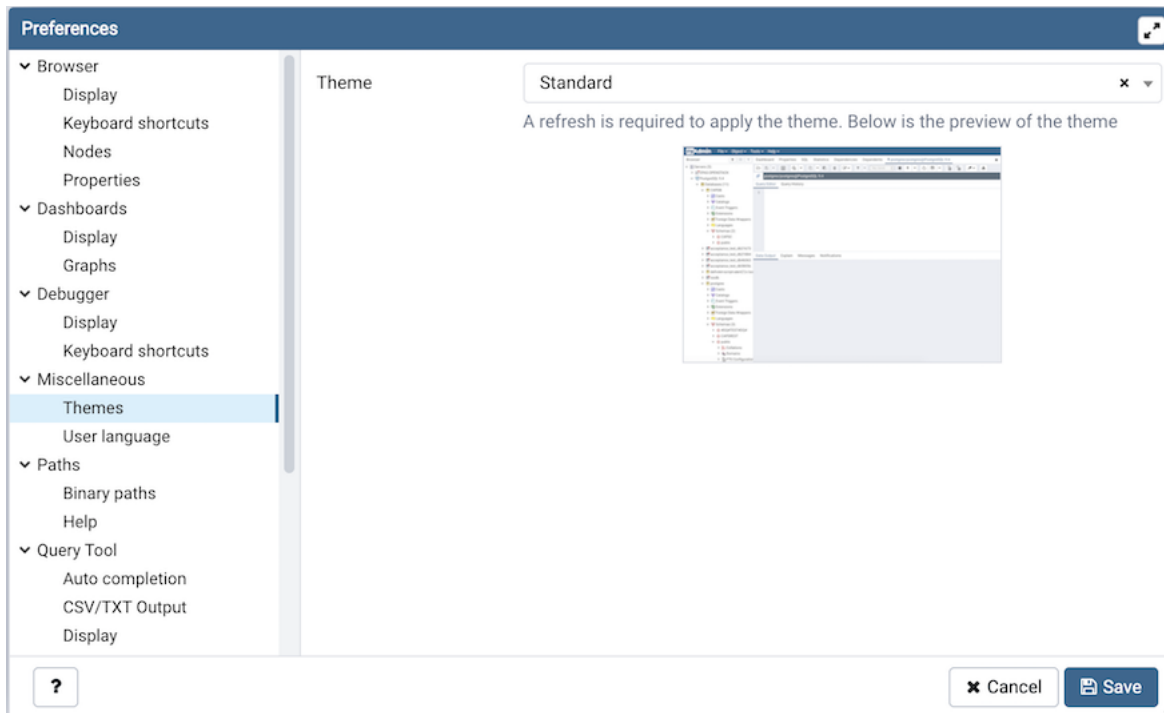 Preferences
Browser
Display
Keyboard shortcuts
Nodes
Properties
Dashboards
Display
Graphs
Debugger
Display
Keyboard shortcuts
Miscellaneous
Themes
User language
Paths
Binary paths
Help
Query Tool
Auto completion
CSV/TXT Output
Display
Theme
Standard
A refresh is required to apply the theme. Below is the preview of the theme
?
Cancel
Save